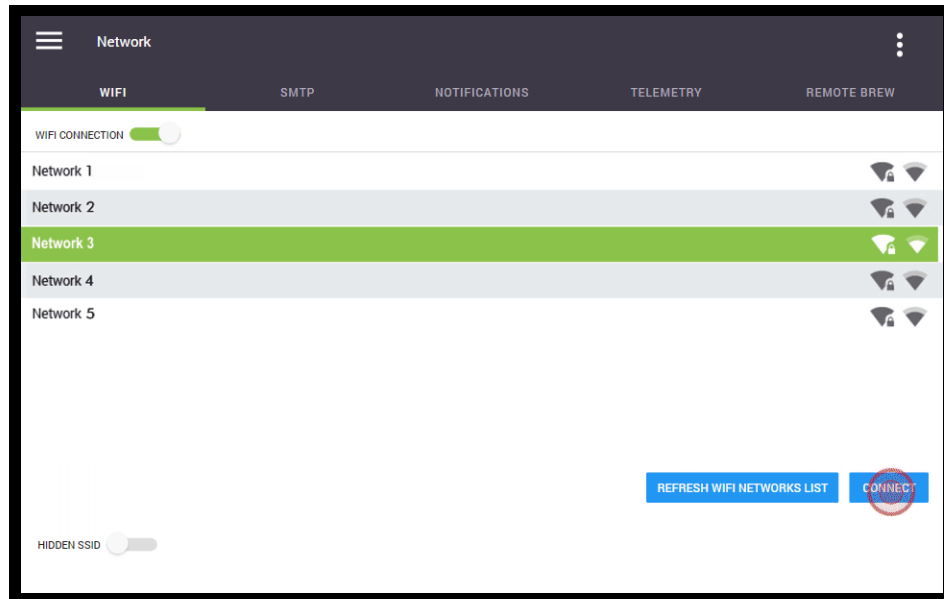 Network
WIFI SMTP NOTIFICATIONS TELEMETRY REMOTE BREW
WIFI CONNECTION
Network 1
Network 2
Network 3
Network 4
Network 5
REFRESH WIFI NETWORKS LIST CONNECT
HIDDEN SSID